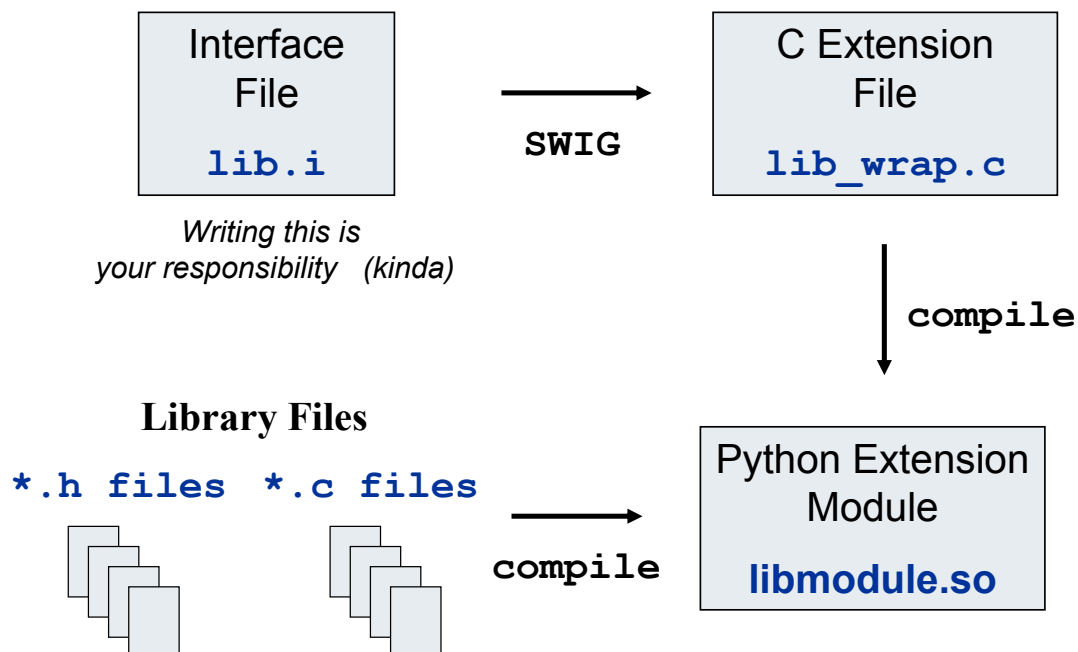 Interface
File
lib.i
SWIG
C Extension
File
lib_wrap.c
Writing this is
your responsibility (kinda)
compile
Library Files
*.h files *.c files
compile
Python Extension
Module
libmodule.so